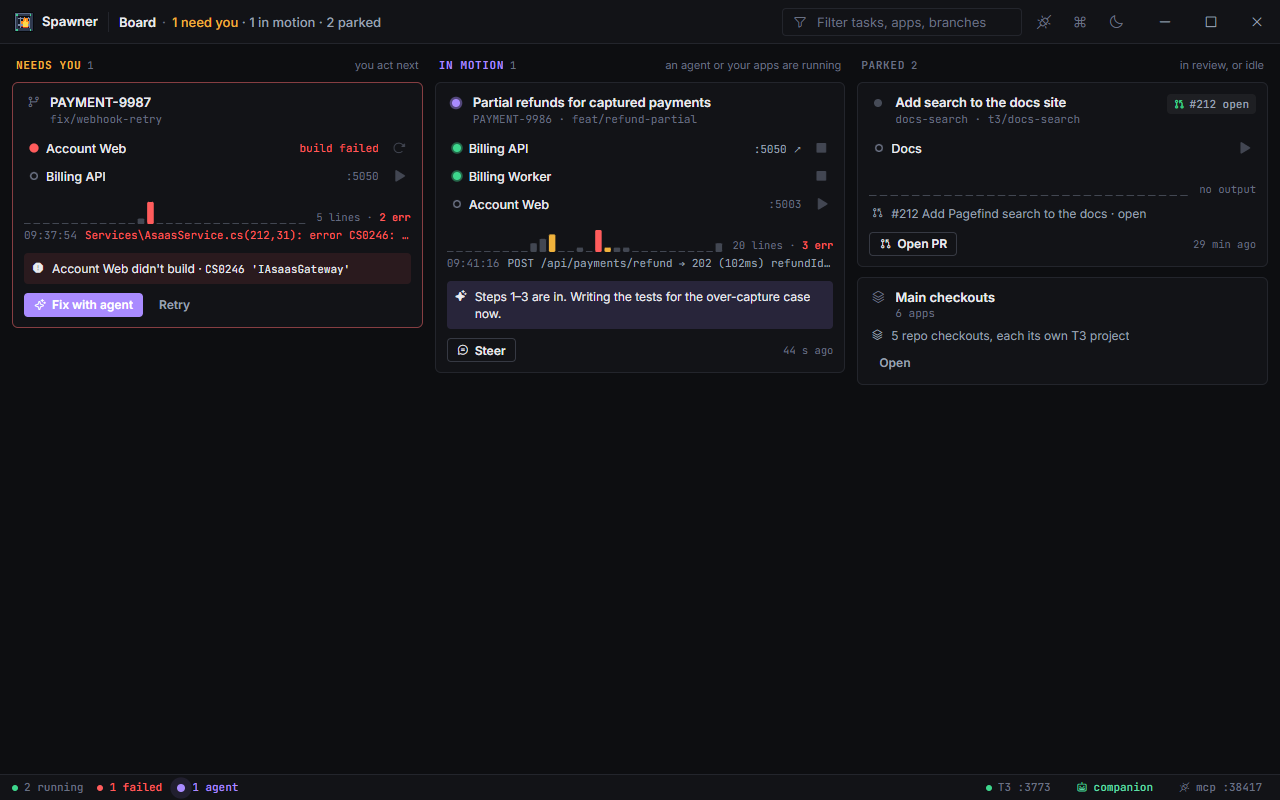 Spawner Board · 1 need you · 1 in motion · 2 parked Filter tasks, apps, branches
NEEDS YOU 1 you act next
PAYMENT-9987
fix/webhook-retry
Account Web build failed
Billing API :5050
5 lines · 2 err
09:37:54 Services\AsaasService.cs(212,31): error CS0246: …
Account Web didn't build · CS0246 'IAsaasGateway'
Fix with agent Retry
IN MOTION 1 an agent or your apps are running
Partial refunds for captured payments
PAYMENT-9986 · feat/refund-partial
Billing API :5050 ↗
Billing Worker
Account Web :5003
20 lines · 3 err
09:41:16 POST /api/payments/refund → 202 (102ms) refundId…
Steps 1–3 are in. Writing the tests for the over-capture case
now.
Steer 44 s ago
PARKED 2 in review, or idle
Add search to the docs site #212 open
docs-search · t3/docs-search
Docs
no output
#212 Add Pagefind search to the docs · open
Open PR 29 min ago
Main checkouts
6 apps
5 repo checkouts, each its own T3 project
Open
2 running 1 failed 1 agent T3 :3773 companion mcp :38417